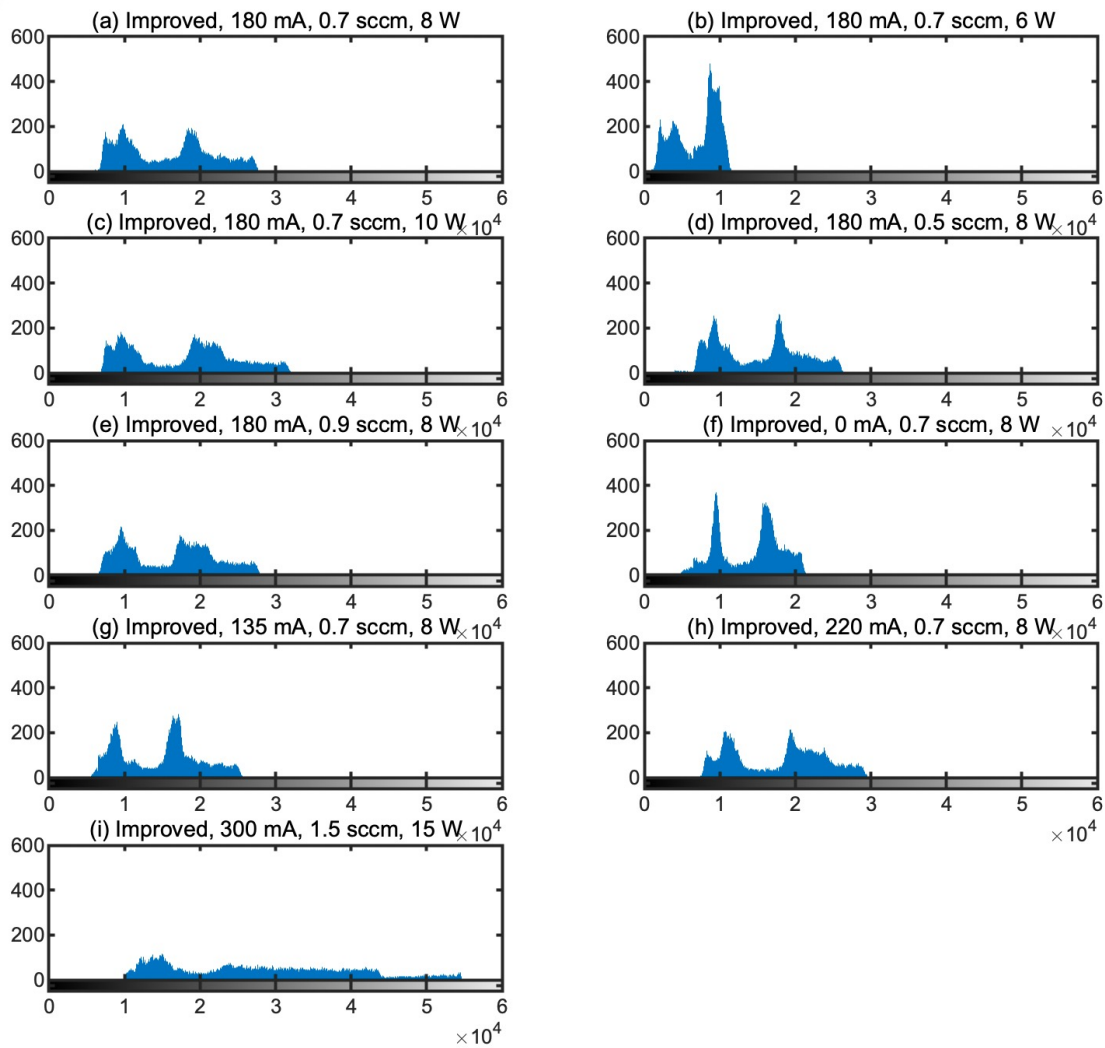 (a) Improved, 180 mA, 0.7 sccm, 8 W
600
400
200
0
0 1 2 3 4 5 6
×10⁴
(b) Improved, 180 mA, 0.7 sccm, 6 W
600
400
200
0
0 1 2 3 4 5 6
×10⁴
(c) Improved, 180 mA, 0.7 sccm, 10 W
600
400
200
0
0 1 2 3 4 5 6
×10⁴
(d) Improved, 180 mA, 0.5 sccm, 8 W
600
400
200
0
0 1 2 3 4 5 6
×10⁴
(e) Improved, 180 mA, 0.9 sccm, 8 W
600
400
200
0
0 1 2 3 4 5 6
×10⁴
(f) Improved, 0 mA, 0.7 sccm, 8 W
600
400
200
0
0 1 2 3 4 5 6
×10⁴
(g) Improved, 135 mA, 0.7 sccm, 8 W
600
400
200
0
0 1 2 3 4 5 6
×10⁴
(h) Improved, 220 mA, 0.7 sccm, 8 W
600
400
200
0
0 1 2 3 4 5 6
×10⁴
(i) Improved, 300 mA, 1.5 sccm, 15 W
600
400
200
0
0 1 2 3 4 5 6
×10⁴